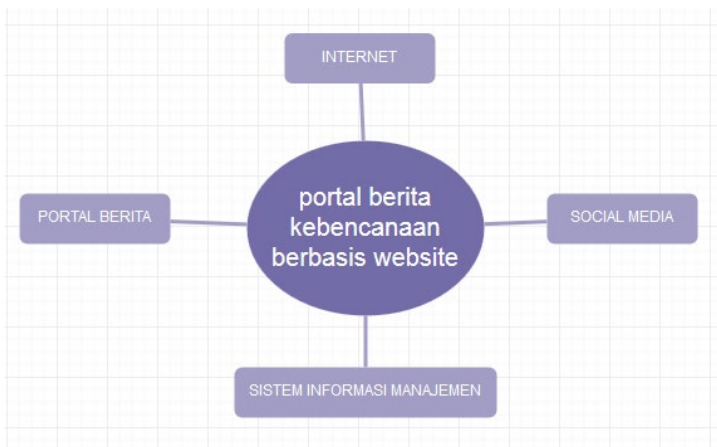 INTERNET
PORTAL BERITA
portal berita
kebencanaan
berbasis website
SOCIAL MEDIA
SISTEM INFORMASI MANAJEMEN